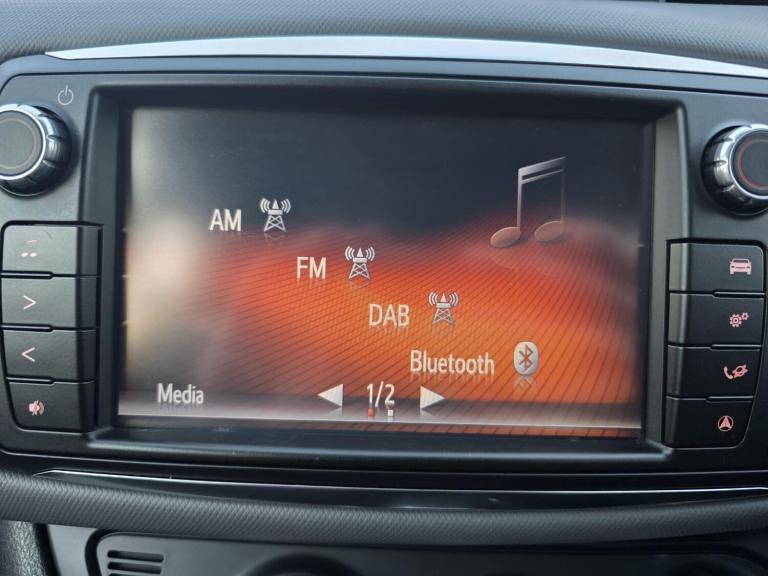 AM
FM
DAB
Bluetooth
Media
1/2